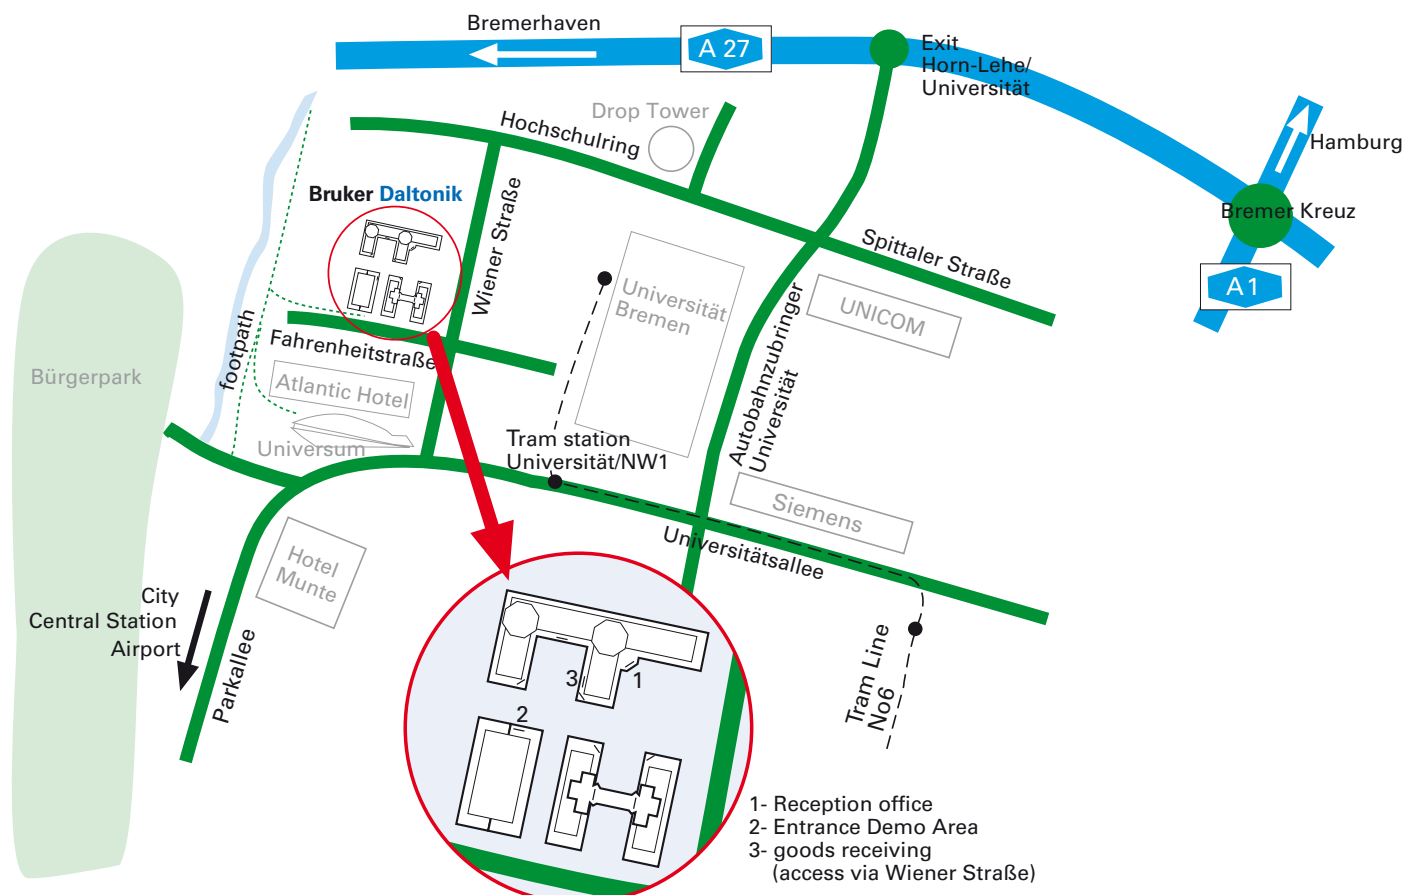 Bremerhaven
A 27
Exit
Horn-Lehe/
Universität
Drop Tower
Hochschulring
Hamburg
Bruker Daltonik
Bremer Kreuz
Wiener Straße
Spittaler Straße
A 1
Universität
Bremen
UNICOM
footpath
Fahrenheitstraße
Autobahnzubringer
Universität
Bürgerpark
Atlantic Hotel
Universum
Tram station
Universität/NW1
Siemens
Universitätsallee
Hotel
Munte
City
Central Station
Airport
Parkallee
Tram Line
No6
3
1
2
1- Reception office
2- Entrance Demo Area
3- goods receiving
(access via Wiener Straße)